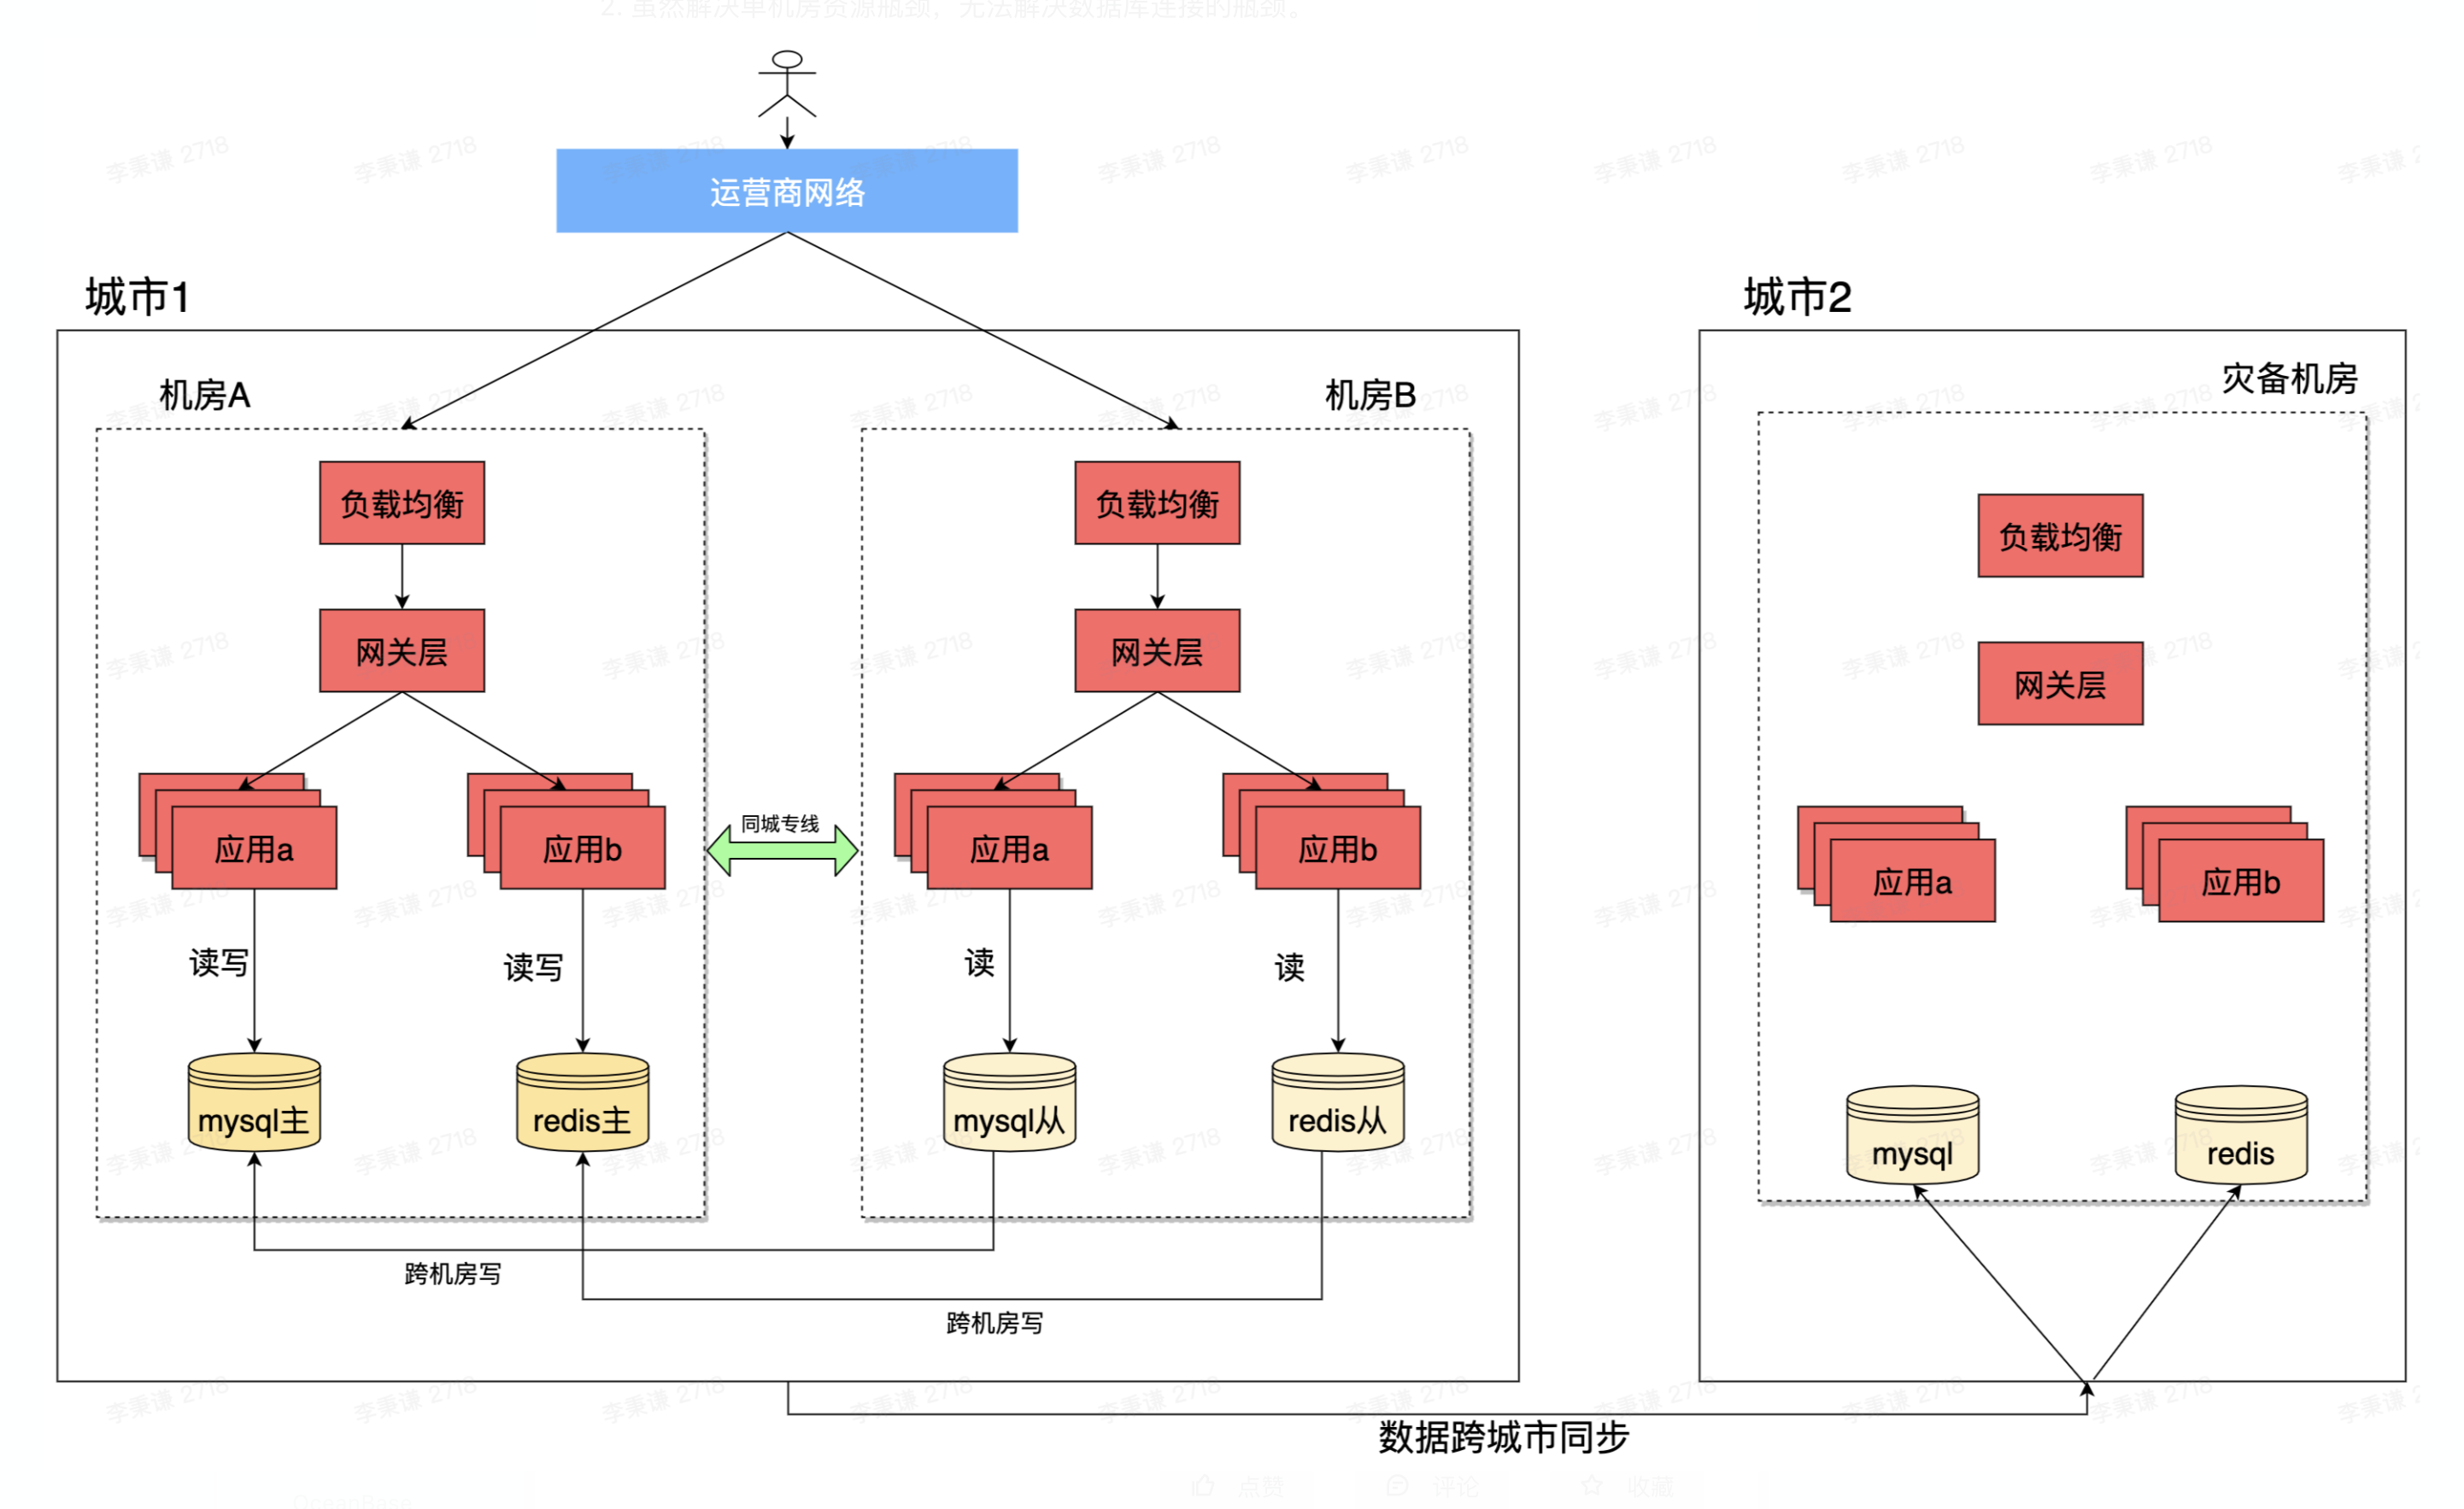 2. 虽然解决单机房资源瓶颈，无法解决数据库连接的瓶颈。
运营商网络
城市1
城市2
机房A
机房B
灾备机房
负载均衡
负载均衡
负载均衡
网关层
网关层
网关层
同城专线
应用a
应用b
应用a
应用b
应用a
应用b
读写
读写
读
读
mysql主
redis主
mysql从
redis从
mysql
redis
跨机房写
跨机房写
数据跨城市同步
点赞
评论
收藏
OceanBase
李秉谦 2718